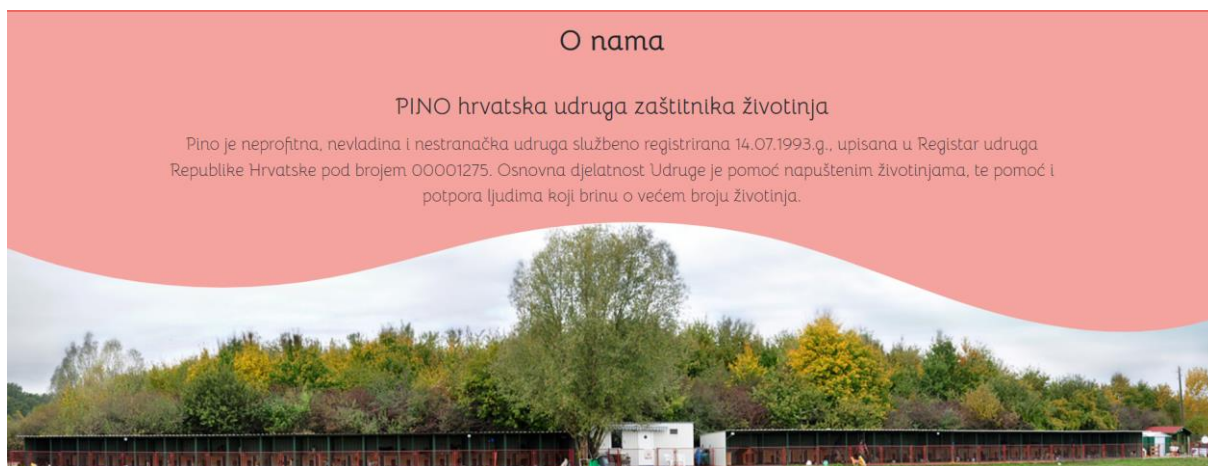 O nama
PINO hrvatska udruga zaštitnika životinja
Pino je neprofitna, nevladina i nestranačka udruga službeno registrirana 14.07.1993.g., upisana u Registar udruga
Republike Hrvatske pod brojem 00001275. Osnovna djelatnost Udruge je pomoć napuštenim životinjama, te pomoć i
potpora ljudima koji brinu o većem broju životinja.